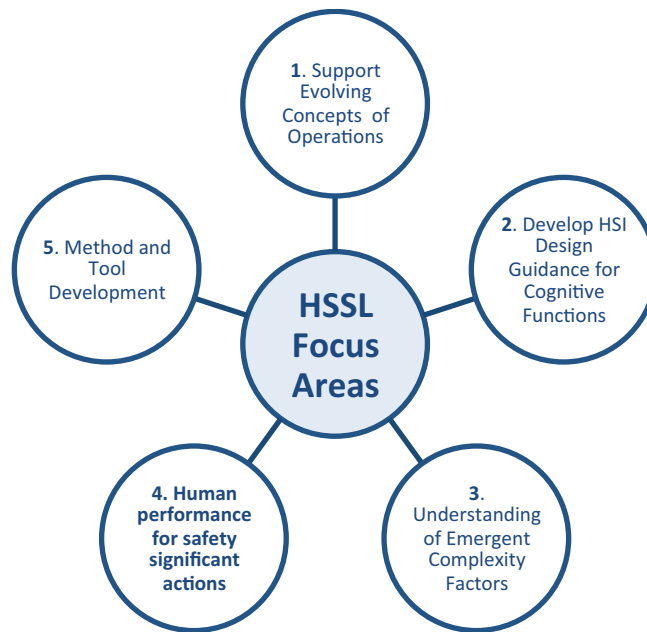 1. Support
Evolving
Concepts of
Operations
2. Develop HSI
Design
Guidance for
Cognitive
Functions
3.
Understanding
of Emergent
Complexity
Factors
4. Human
performance
for safety
significant
actions
5. Method and
Tool
Development
HSSL
Focus
Areas